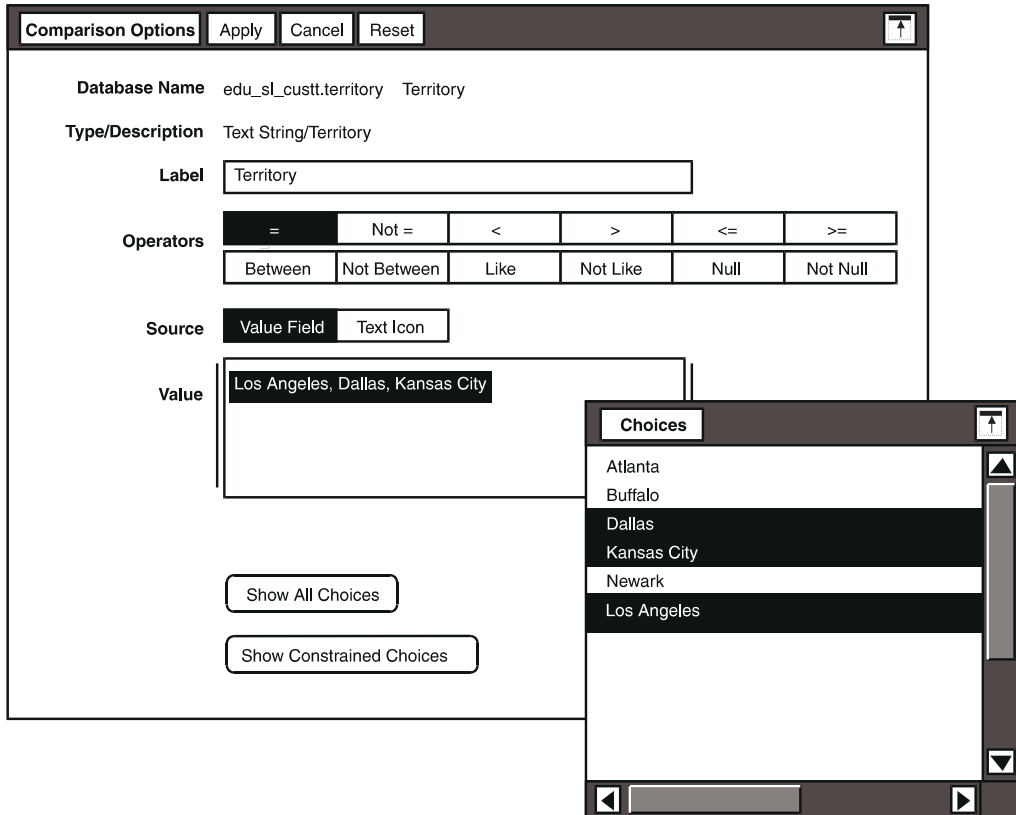 Comparison Options Apply Cancel Reset
Database Name edu_sl_custt.territory Territory
Type/Description Text String/Territory
Label Territory
Operators = Not = < > <= >=
Between Not Between Like Not Like Null Not Null
Source Value Field Text Icon
Value Los Angeles, Dallas, Kansas City
Show All Choices
Show Constrained Choices
Choices
Atlanta
Buffalo
Dallas
Kansas City
Newark
Los Angeles